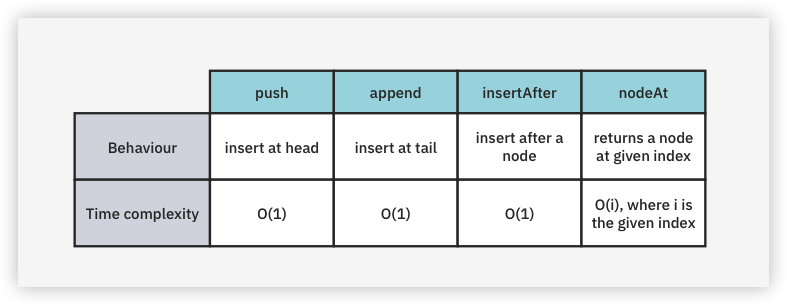 push append insertAfter nodeAt
Behaviour insert at head insert at tail insert after a node returns a node at given index
Time complexity O(1) O(1) O(1) O(i), where i is the given index